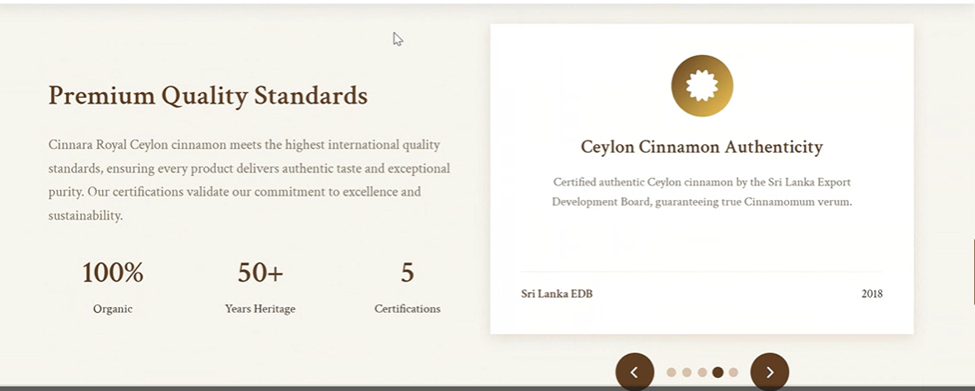 Premium Quality Standards
Cinnara Royal Ceylon cinnamon meets the highest international quality
standards, ensuring every product delivers authentic taste and exceptional
purity. Our certifications validate our commitment to excellence and
sustainability.
100%
Organic
50+
Years Heritage
5
Certifications
Ceylon Cinnamon Authenticity
Certified authentic Ceylon cinnamon by the Sri Lanka Export
Development Board, guaranteeing true Cinnamomum verum.
Sri Lanka EDB
2018